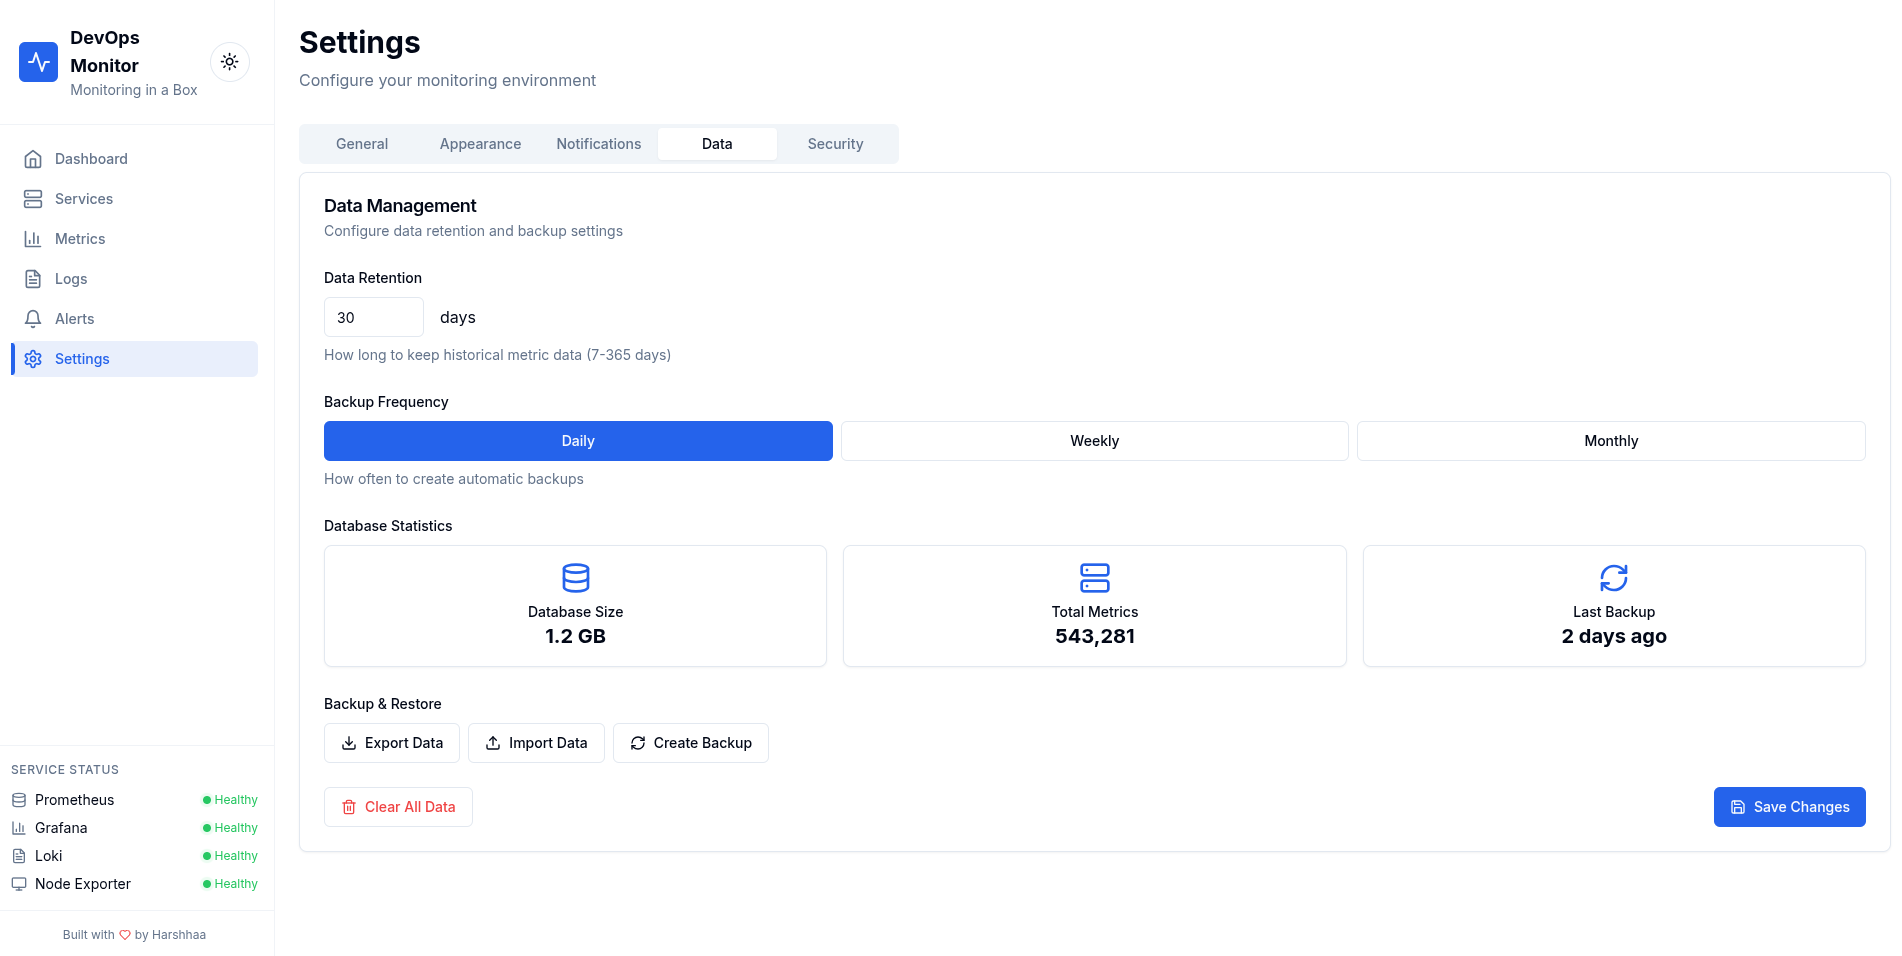 DevOps
Monitor
Monitoring in a Box
Dashboard
Services
Metrics
Logs
Alerts
Settings
SERVICE STATUS
Prometheus Healthy
Grafana Healthy
Loki Healthy
Node Exporter Healthy
Built with by Harshhaa
Settings
Configure your monitoring environment
General Appearance Notifications Data Security
Data Management
Configure data retention and backup settings
Data Retention
30 days
How long to keep historical metric data (7-365 days)
Backup Frequency
Daily Weekly Monthly
How often to create automatic backups
Database Statistics
Database Size Total Metrics Last Backup
1.2 GB 543,281 2 days ago
Backup & Restore
Export Data Import Data Create Backup
Clear All Data Save Changes